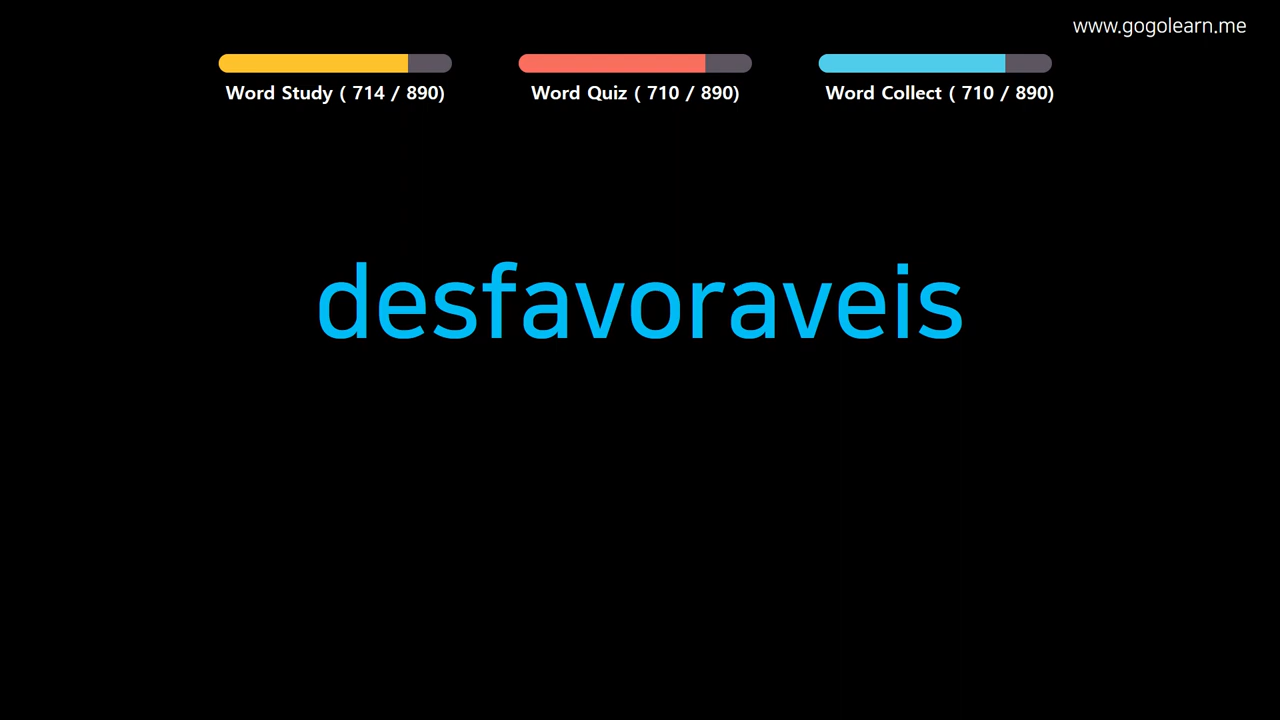 www.gogolearn.me
Word Study ( 714 / 890)
Word Quiz ( 710 / 890)
Word Collect ( 710 / 890)
desfavoraveis